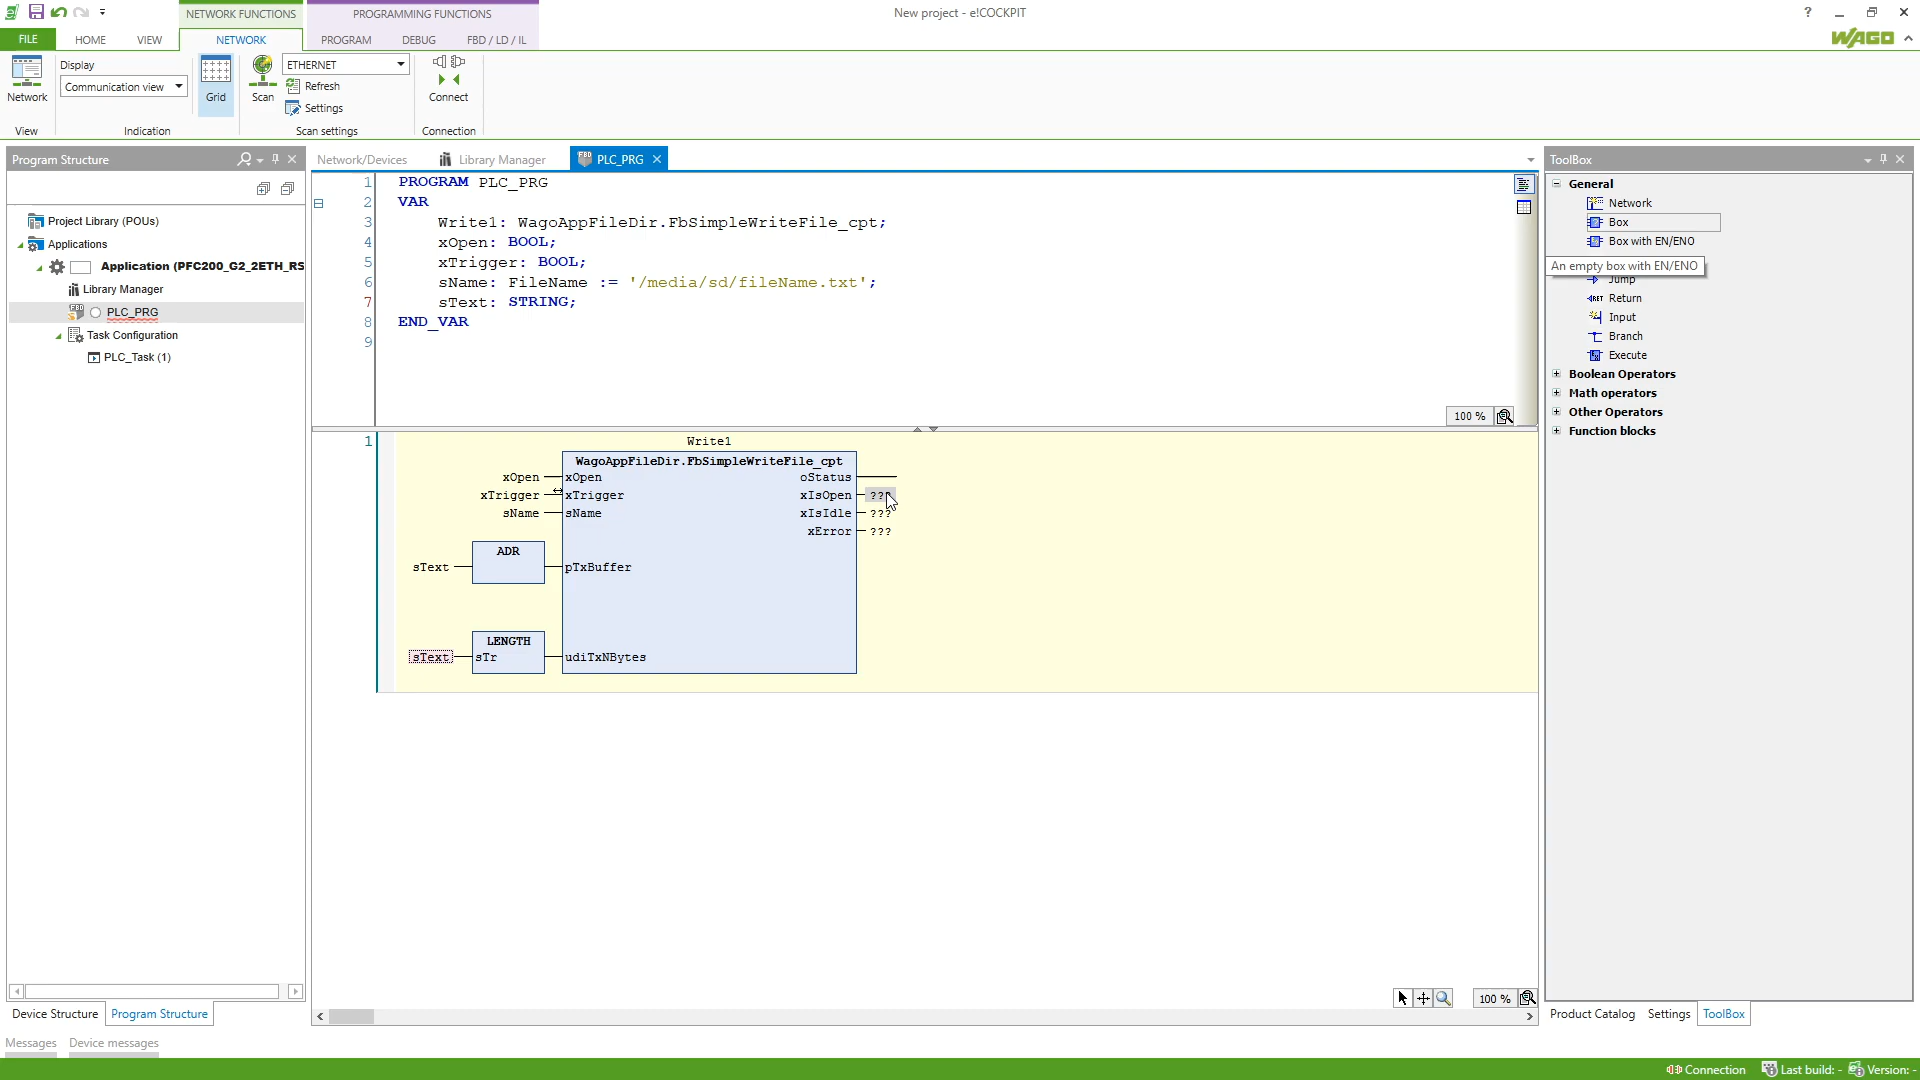 NETWORK FUNCTIONS
PROGRAMMING FUNCTIONS
New project - e!COCKPIT
?
FILE
HOME
VIEW
NETWORK
PROGRAM
DEBUG
FBD / LD / IL
WAGO
Network
View
Display
Communication view
Indication
Grid
Scan
ETHERNET
Refresh
Settings
Scan settings
Connect
Connection
Program Structure
Project Library (POUs)
Applications
Application (PFC200_G2_2ETH_RS
Library Manager
PLC_PRG
Task Configuration
PLC_Task (1)
Device Structure
Program Structure
Network/Devices
Library Manager
PLC_PRG
1 PROGRAM PLC_PRG
2 VAR
3 Write1: WagoAppFileDir.FbSimpleWriteFile_cpt;
4 xOpen: BOOL;
5 xTrigger: BOOL;
6 sName: FileName := '/media/sd/fileName.txt';
7 sText: STRING;
8 END_VAR
9
100 %
1
Write1
WagoAppFileDir.FbSimpleWriteFile_cpt
xOpen xOpen oStatus
xTrigger xTrigger xIsOpen ???
sName sName xIsIdle ???
xError ???
ADR
sText pTxBuffer
LENGTH
sText sTr udiTxNBytes
100 %
ToolBox
General
Network
Box
Box with EN/ENO
An empty box with EN/ENO
Jump
Return
Input
Branch
Execute
Boolean Operators
Math operators
Other Operators
Function blocks
Product Catalog
Settings
ToolBox
Messages
Device messages
Connection
Last build: -
Version: -